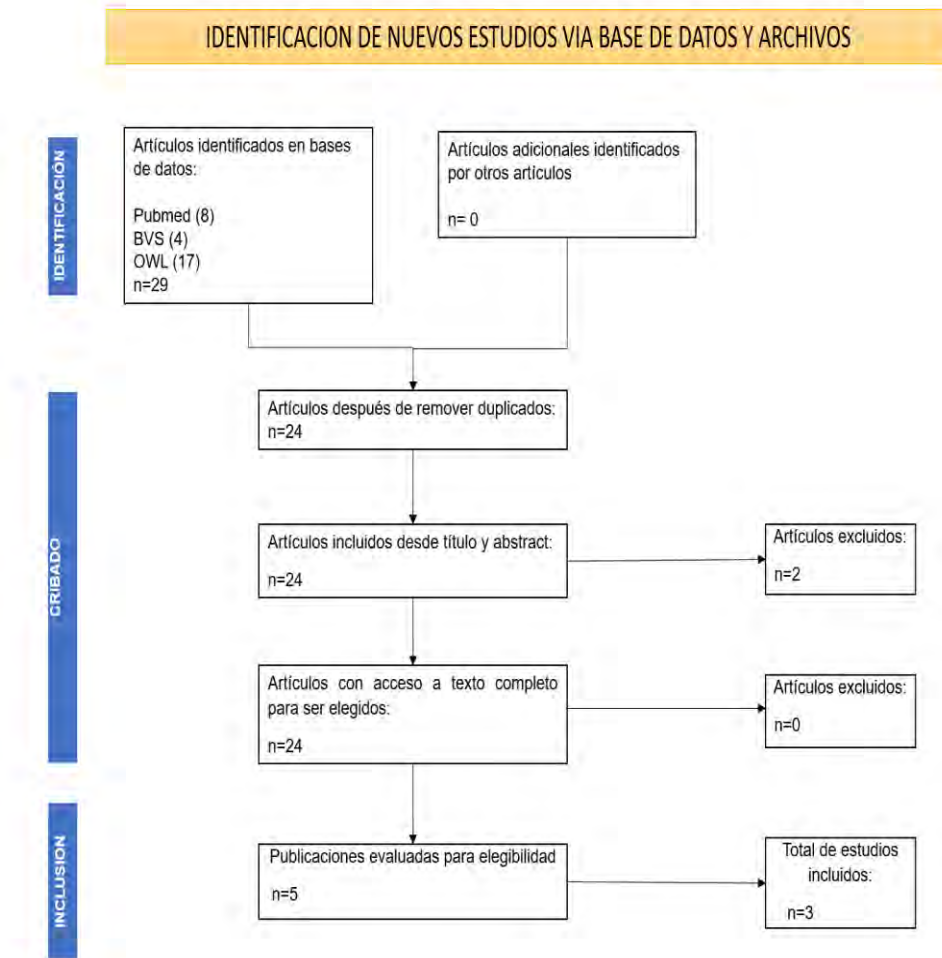 IDENTIFICACION DE NUEVOS ESTUDIOS VIA BASE DE DATOS Y ARCHIVOS
IDENTIFICACIÓN
Artículos identificados en bases
de datos:
Pubmed (8)
BVS (4)
OWL (17)
n=29
Artículos adicionales identificados
por otros artículos
n= 0
CRIBADO
Artículos después de remover duplicados:
n=24
Artículos incluidos desde título y abstract:
n=24
Artículos excluidos:
n=2
Artículos con acceso a texto completo
para ser elegidos:
n=24
Artículos excluidos:
n=0
INCLUSION
Publicaciones evaluadas para elegibilidad
n=5
Total de estudios
incluidos:
n=3